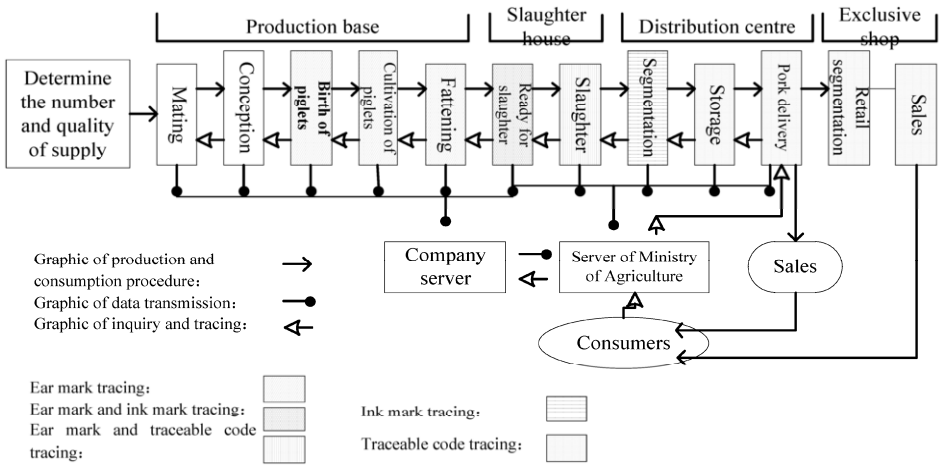 Production base
Slaughter
house
Distribution centre
Exclusive
shop
Determine
the number
and quality
of supply
Mating
Conception
Birth of
piglets
Cultivation of
piglets
Fattening
Ready for
slaughter
Slaughter
Segmentation
Storage
Pork delivery
Retail
segmentation
Sales
Company
server
Server of Ministry
of Agriculture
Sales
Consumers
Graphic of production and
consumption procedure：
Graphic of data transmission：
Graphic of inquiry and tracing：
Ear mark tracing：
Ear mark and ink mark tracing：
Ear mark and traceable code
tracing：
Ink mark tracing：
Traceable code tracing：